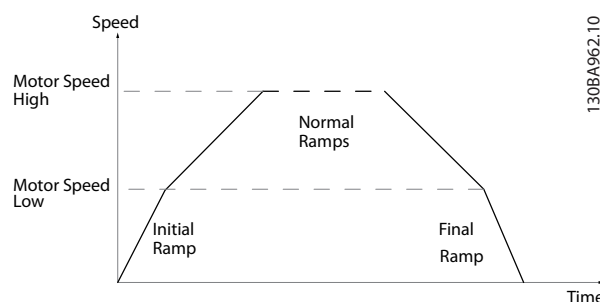 Speed
130BA962.10
Motor Speed
High
Normal
Ramps
Motor Speed
Low
Initial
Ramp
Final
Ramp
Time